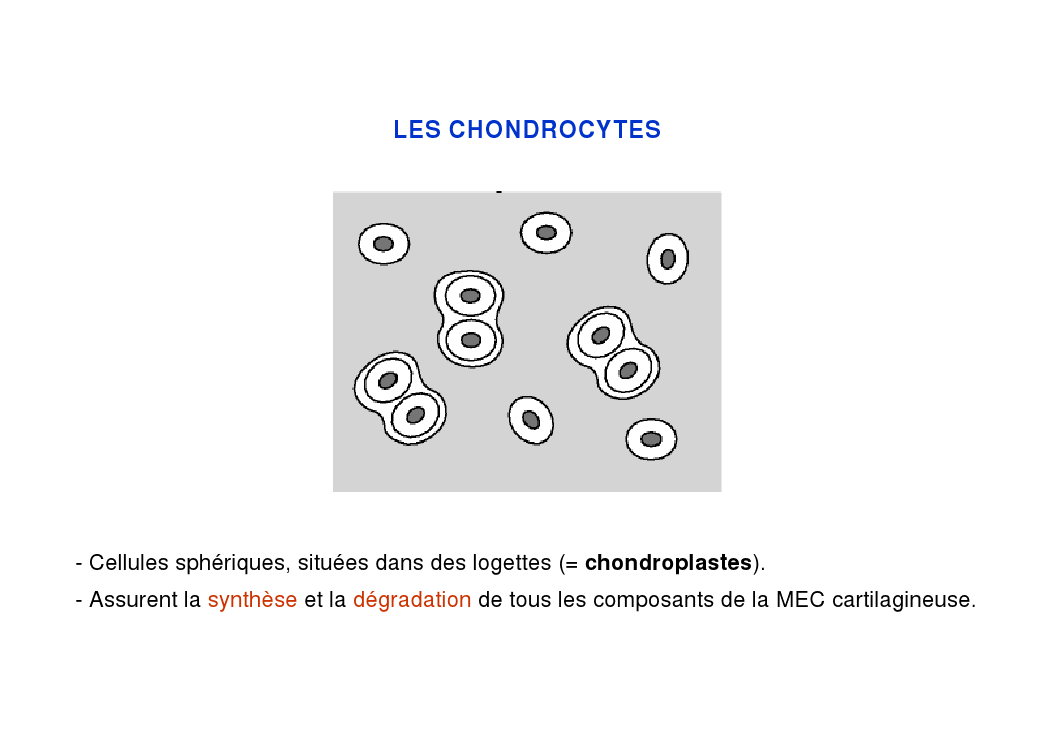 LES CHONDROCYTES
- Cellules sphériques, situées dans des logettes (= chondroplastes).
- Assurent la synthèse et la dégradation de tous les composants de la MEC cartilagineuse.